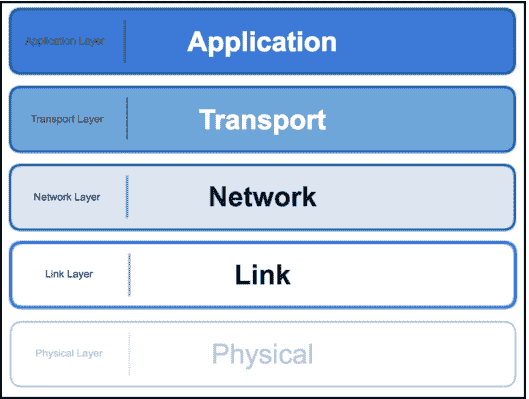 Application Layer
Application
Transport Layer
Transport
Network Layer
Network
Link Layer
Link
Physical Layer
Physical